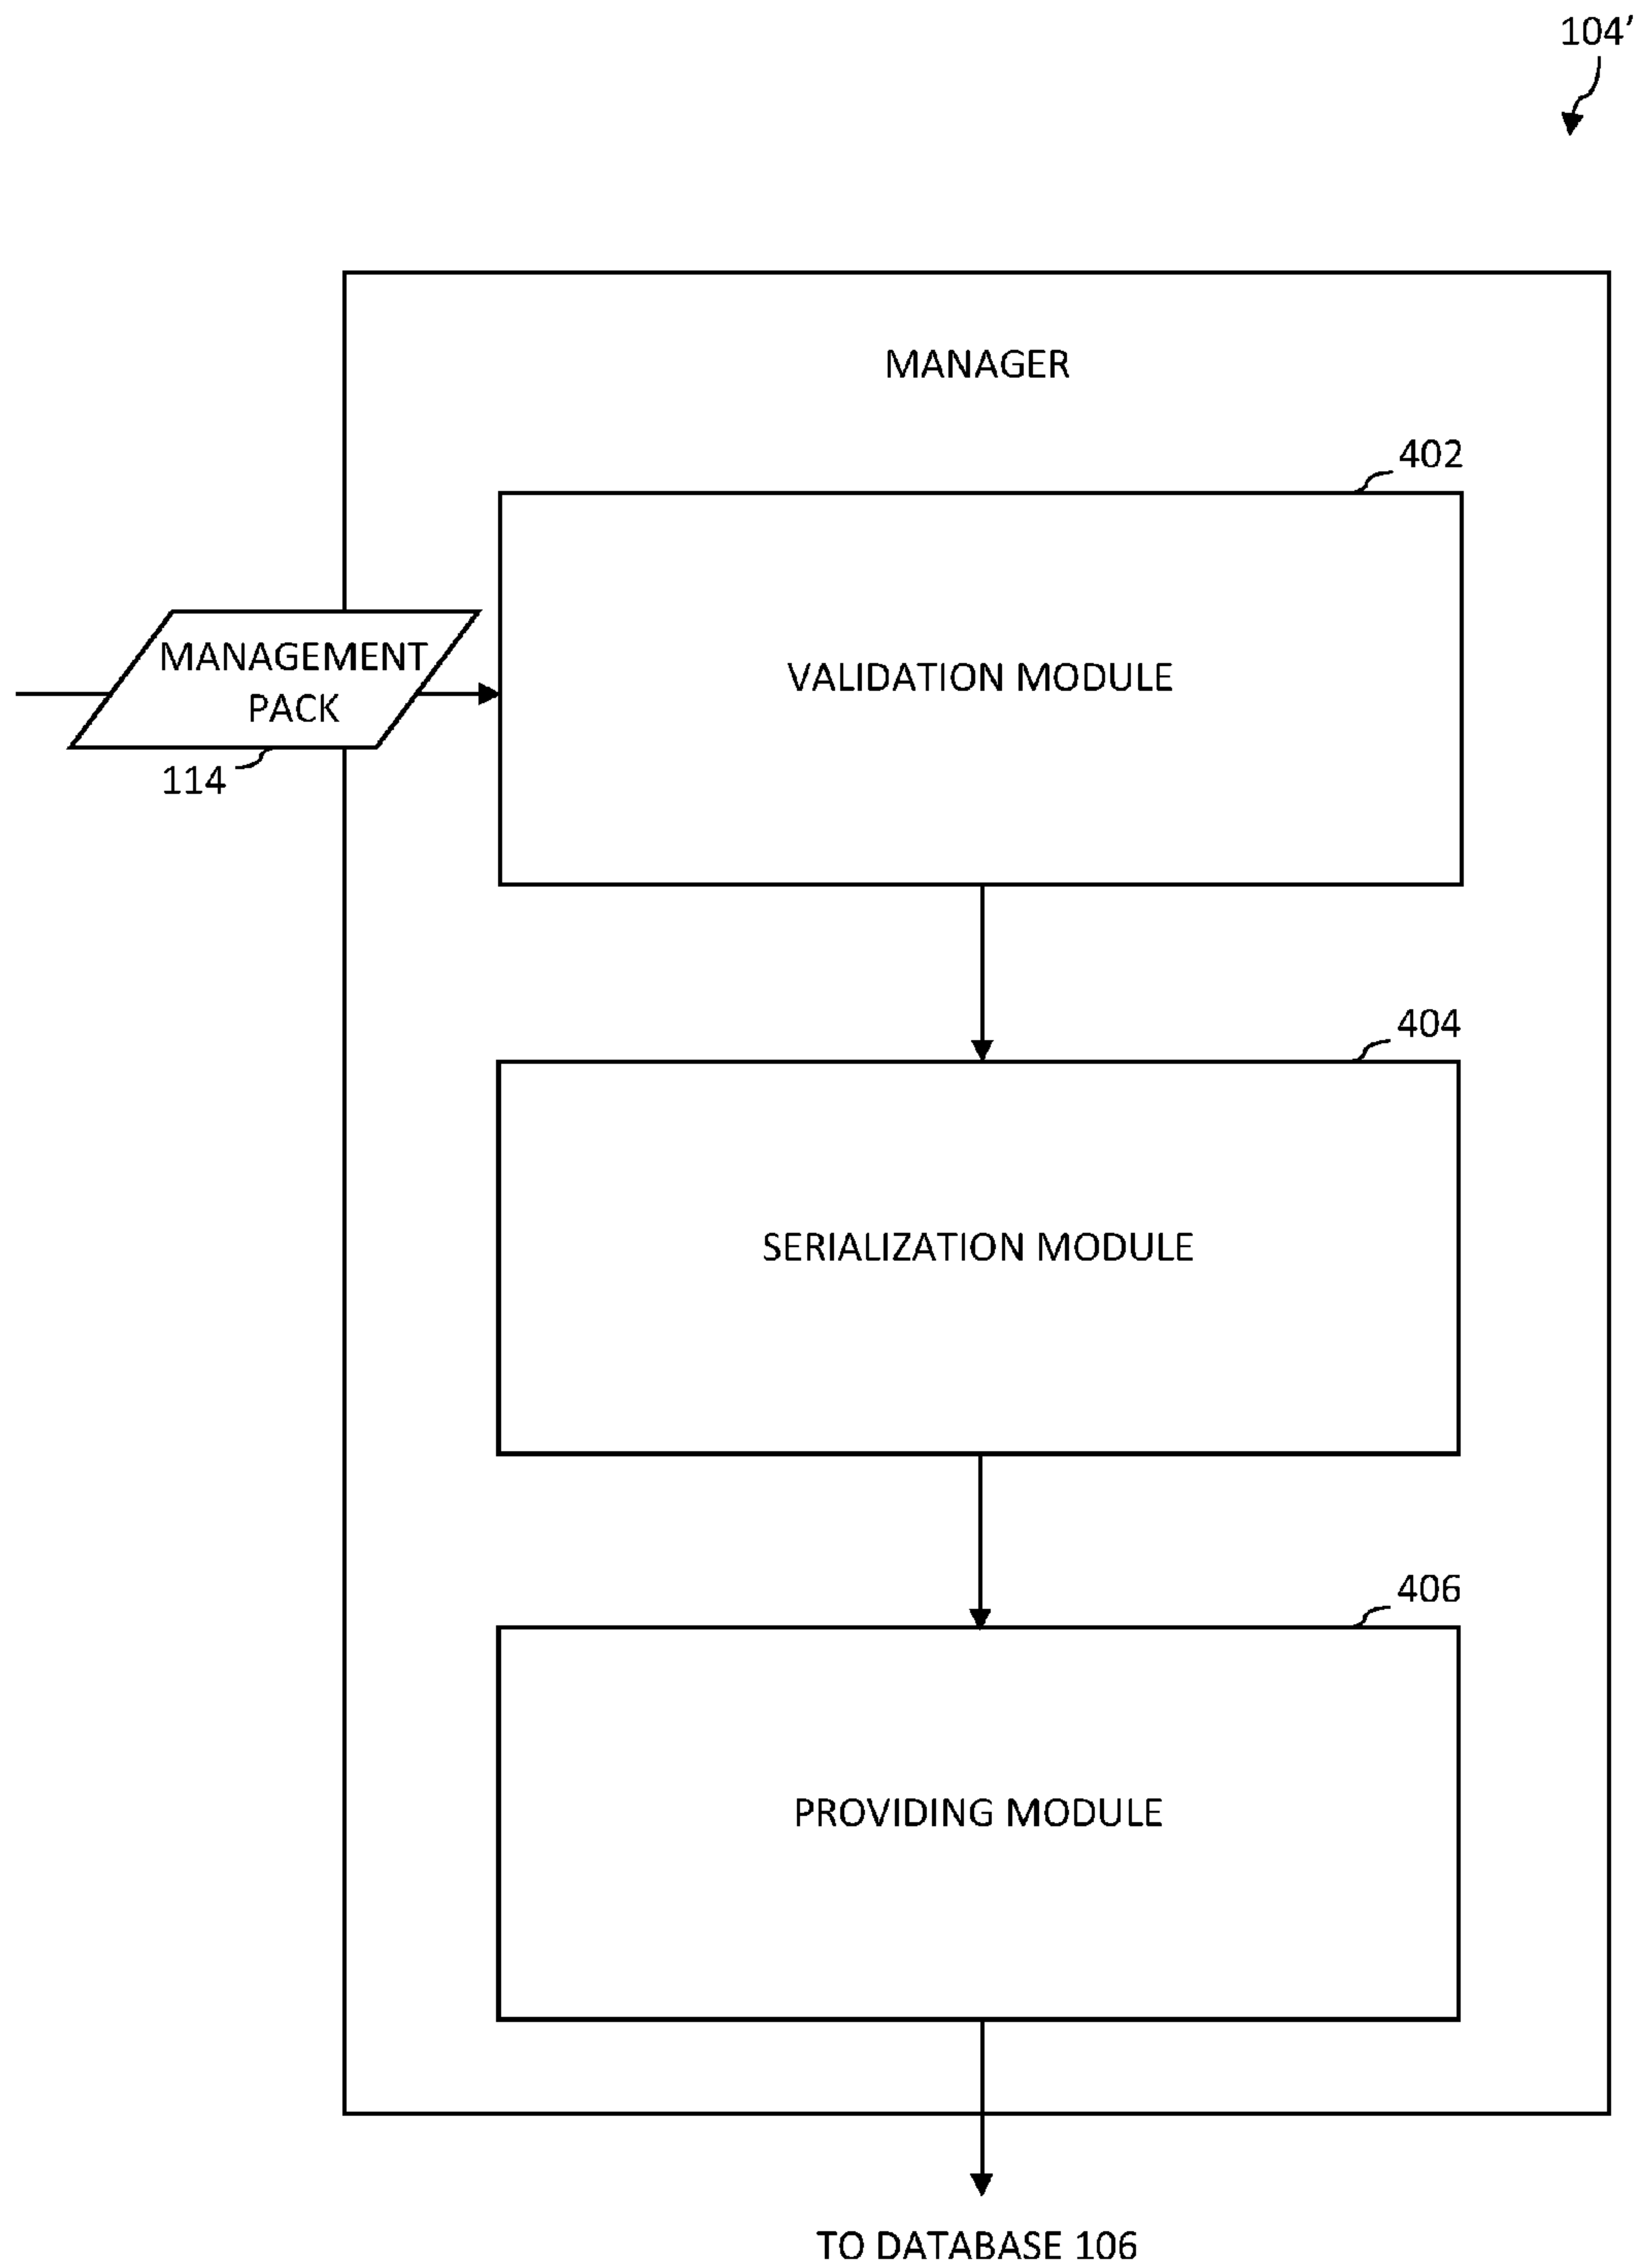 104’
MANAGER
402
MANAGEMENT
PACK
VALIDATION MODULE
114
404
SERIALIZATION MODULE
406
PROVIDING MODULE
TO DATABASE 106